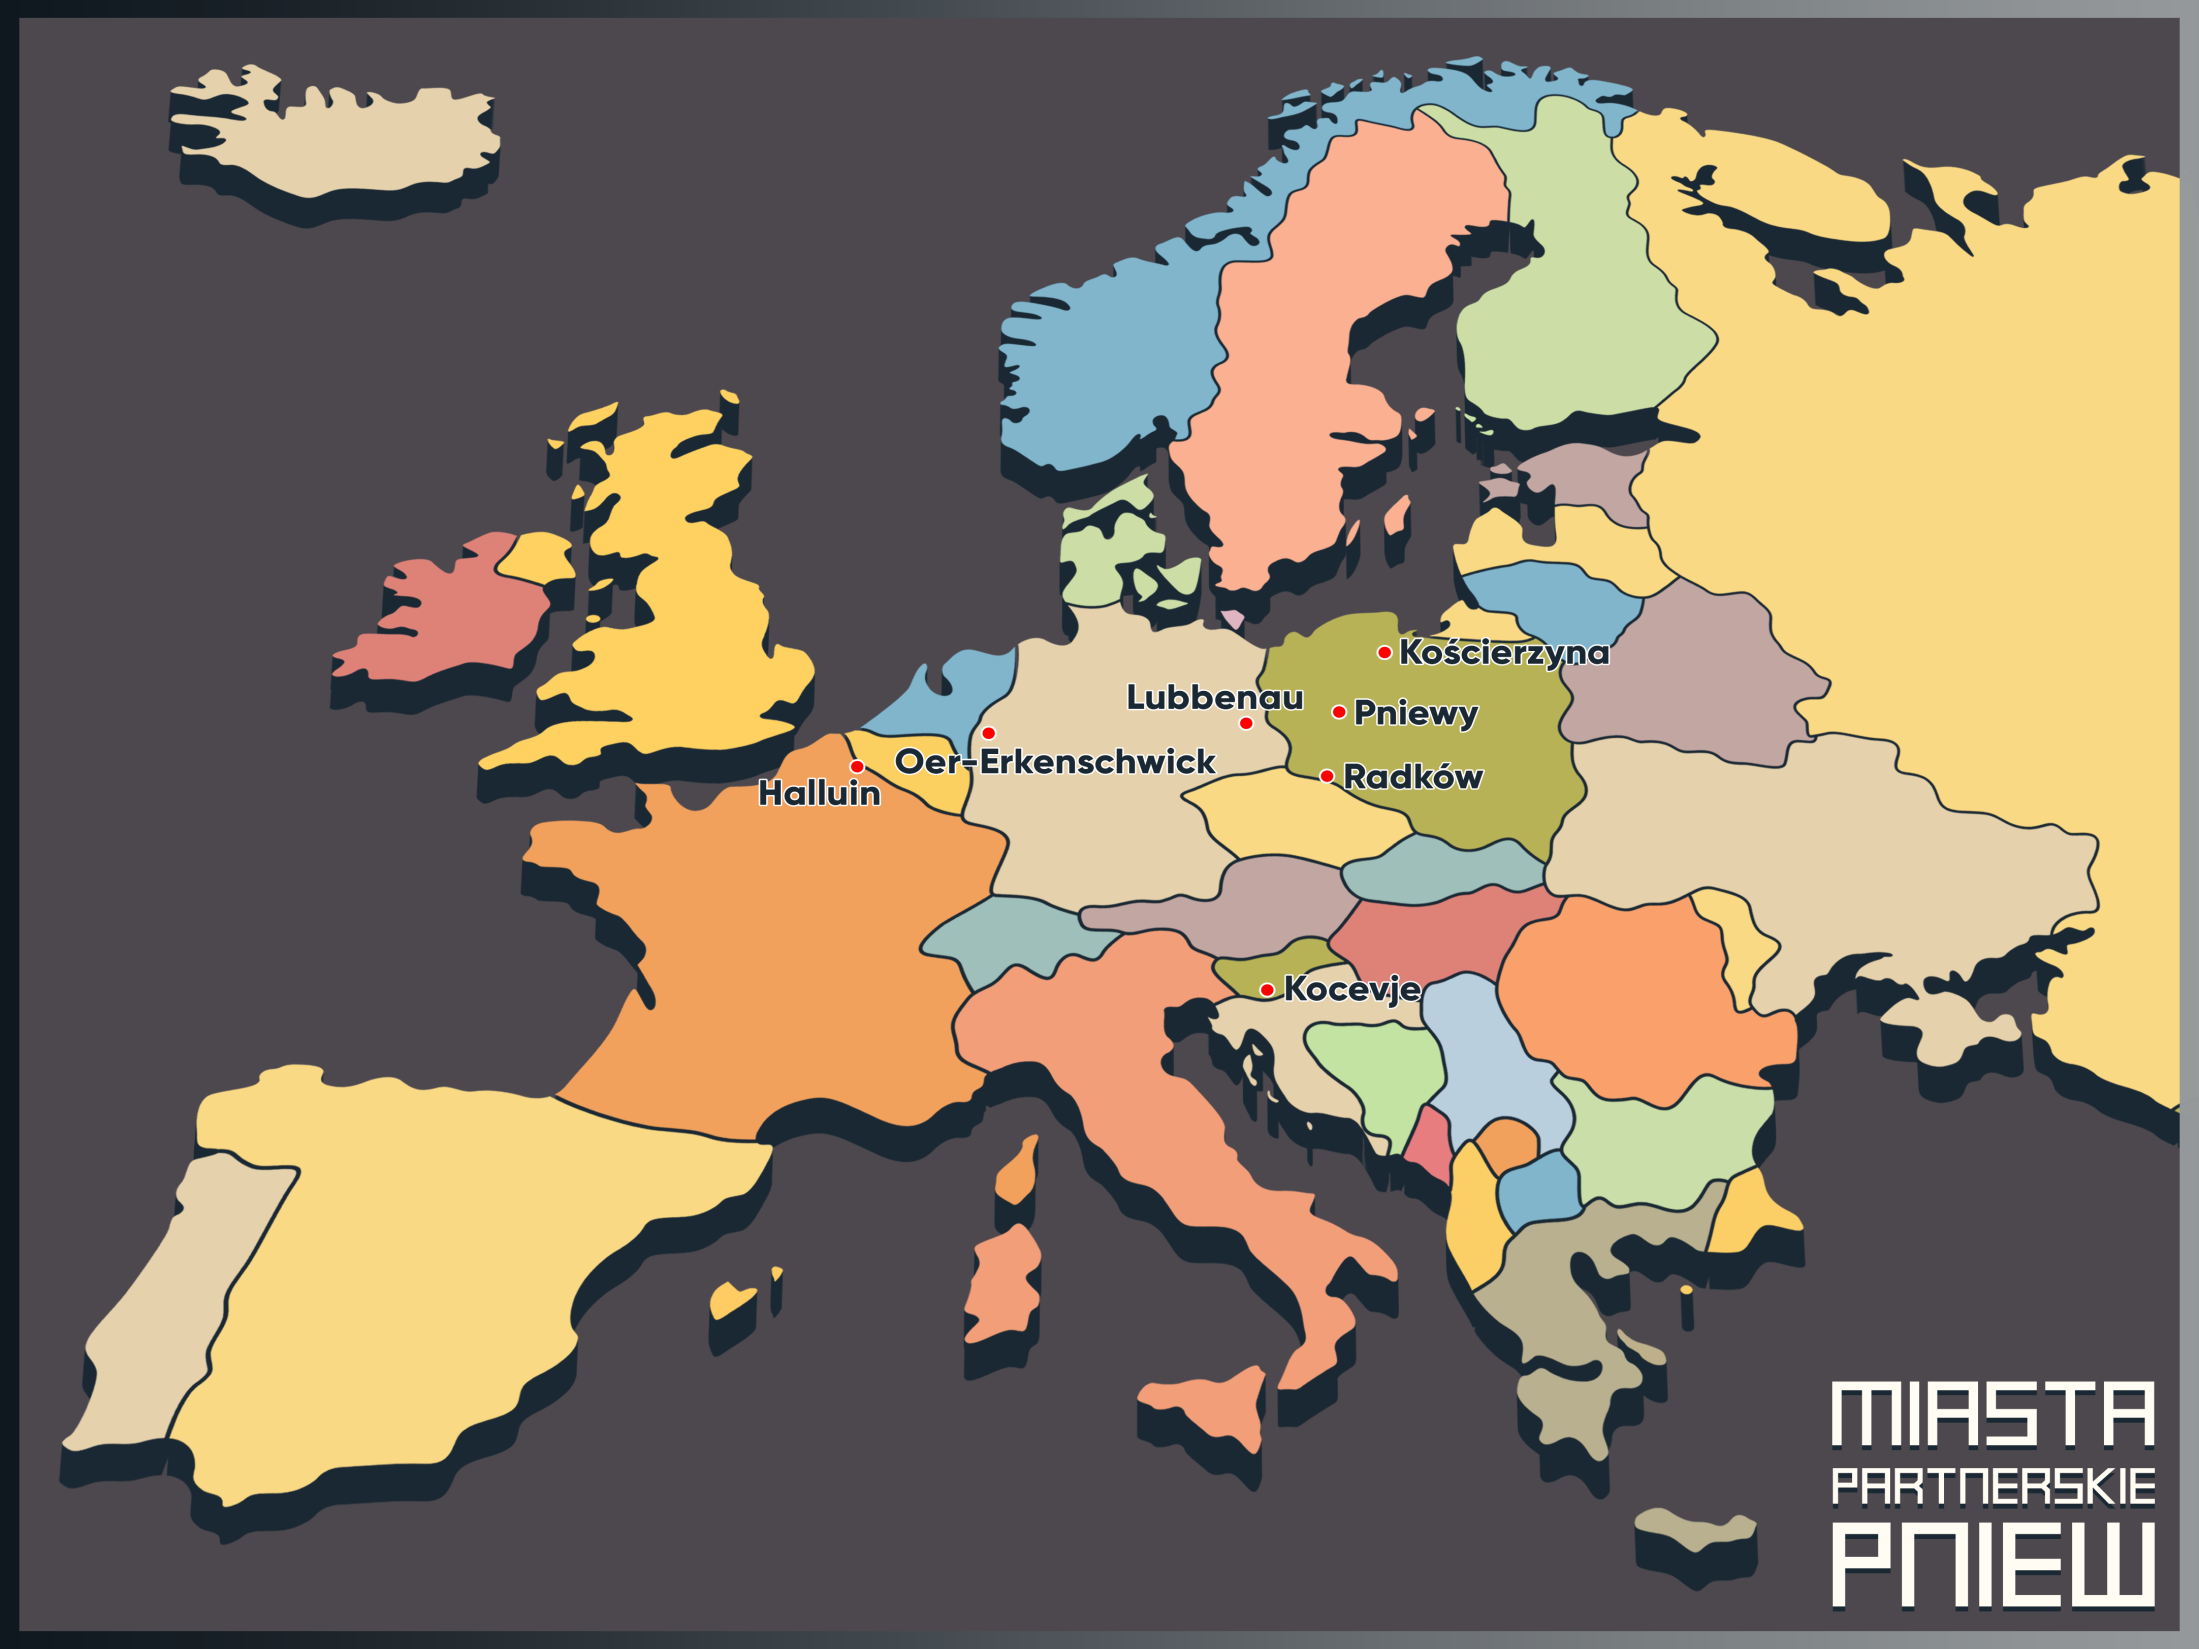 Kościerzyna
Lubbenau
Pniewy
Oer-Erkenschwick
Radków
Halluin
Kocevje
MIASTA
PARTNERSKIE
PNIEW